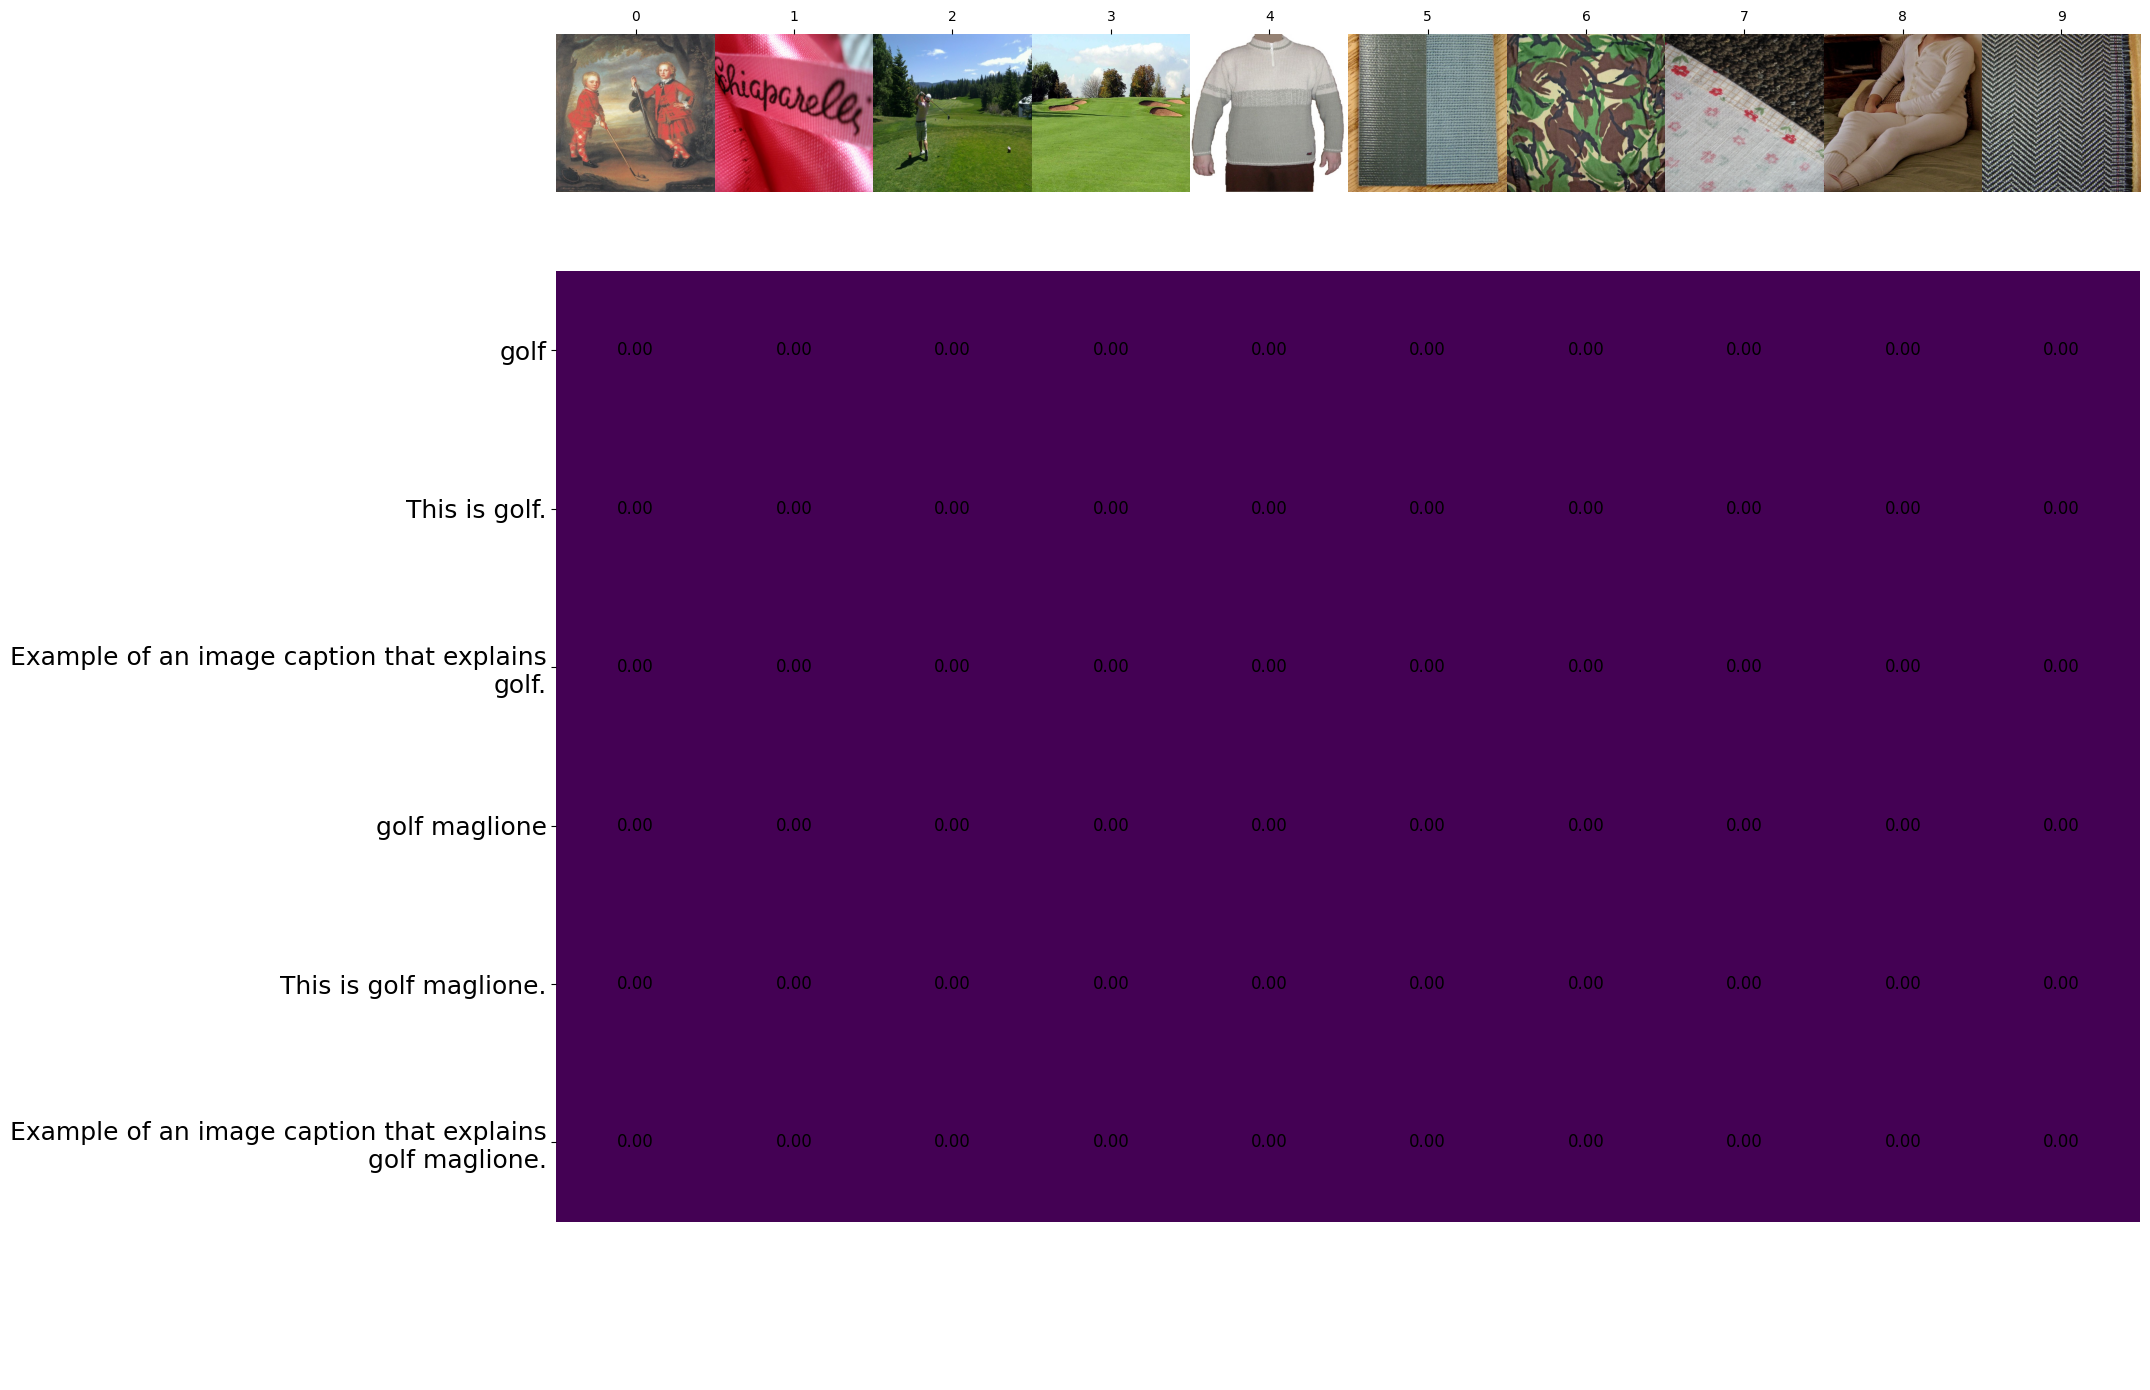 0 1 2 3 4 5 6 7 8 9
Schiaparelli
golf 0.00 0.00 0.00 0.00 0.00 0.00 0.00 0.00 0.00 0.00
This is golf. 0.00 0.00 0.00 0.00 0.00 0.00 0.00 0.00 0.00 0.00
Example of an image caption that explains
golf. 0.00 0.00 0.00 0.00 0.00 0.00 0.00 0.00 0.00 0.00
golf maglione 0.00 0.00 0.00 0.00 0.00 0.00 0.00 0.00 0.00 0.00
This is golf maglione. 0.00 0.00 0.00 0.00 0.00 0.00 0.00 0.00 0.00 0.00
Example of an image caption that explains
golf maglione. 0.00 0.00 0.00 0.00 0.00 0.00 0.00 0.00 0.00 0.00